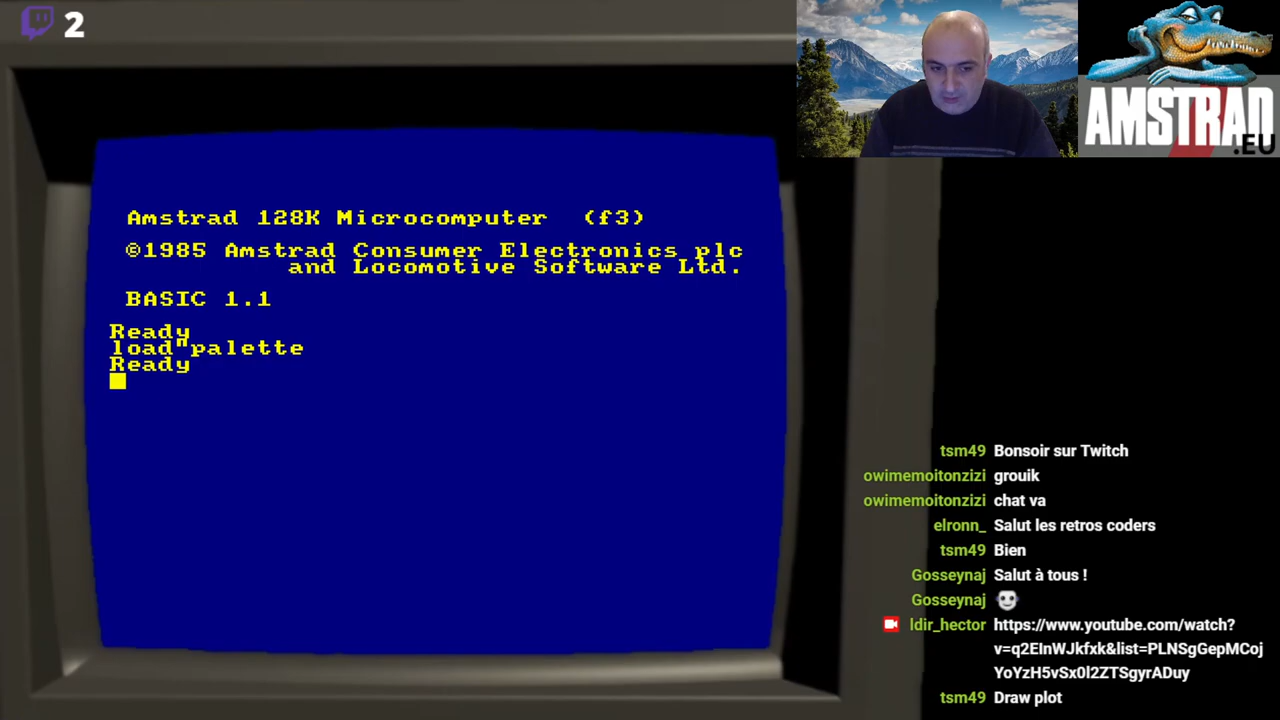 2
AMSTRAD
.EU
Amstrad 128K Microcomputer (f3)
©1985 Amstrad Consumer Electronics plc
and Locomotive Software Ltd.
BASIC 1.1
Ready
load"palette
Ready
tsm49 Bonsoir sur Twitch
owimemoitonzizi grouik
owimemoitonzizi chat va
elronn_ Salut les retros coders
tsm49 Bien
Gosseynaj Salut à tous !
Gosseynaj
ldir_hector https://www.youtube.com/watch?
v=q2EInWJkfxk&list=PLNSgGepMCoj
YoYzH5vSx0l2ZTSgyrADuy
tsm49 Draw plot